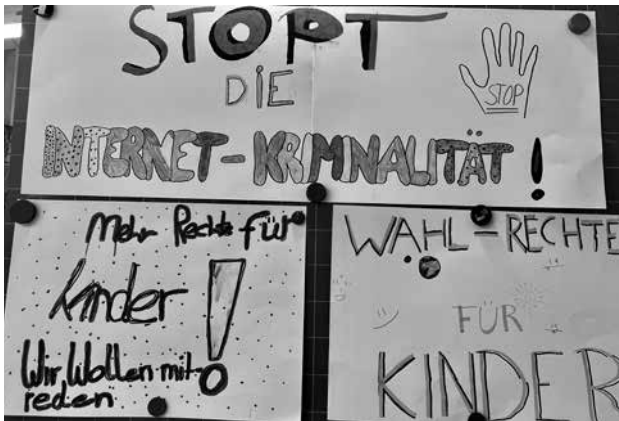 STOPT
DIE
STOP
INTERNET-KRIMINALITÄT!
Mehr Rechte für
Kinder!
Wir Wollen mit-
reden
WAHL-RECHTE
FÜR
KINDER